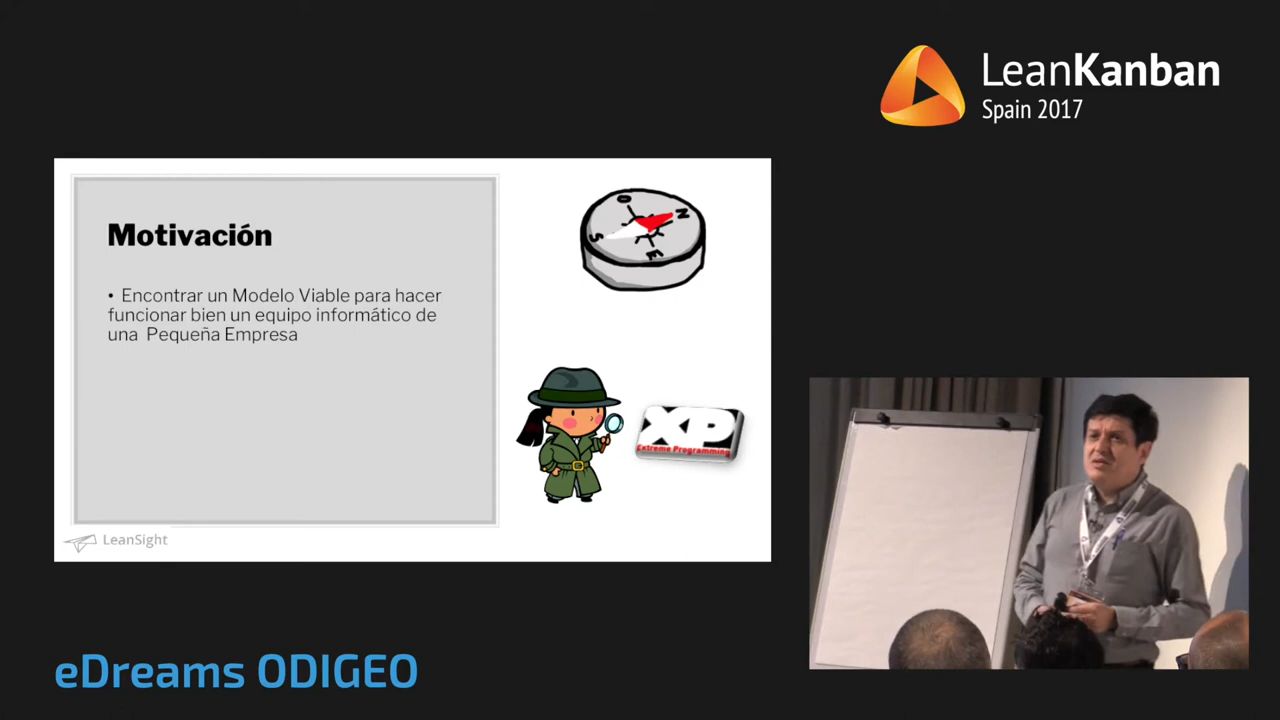 LeanKanban
Spain 2017
Motivación
• Encontrar un Modelo Viable para hacer
funcionar bien un equipo informático de
una Pequeña Empresa
O
N
S
E
XP
Extreme Programming
LeanSight
eDreams ODIGEO